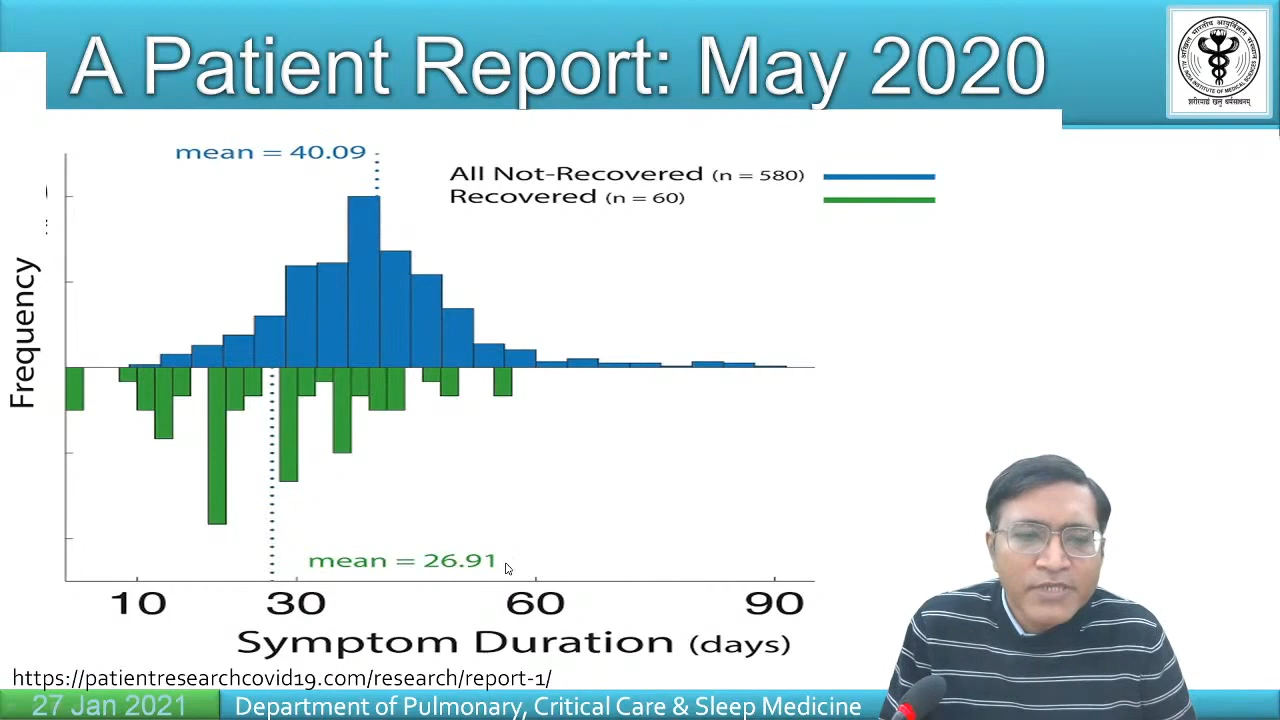 A Patient Report: May 2020
mean = 40.09
All Not-Recovered (n = 580)
Recovered (n = 60)
Frequency
mean = 26.91
10 30 60 90
Symptom Duration (days)
https://patientresearchcovid19.com/research/report-1/
27 Jan 2021 Department of Pulmonary, Critical Care & Sleep Medicine